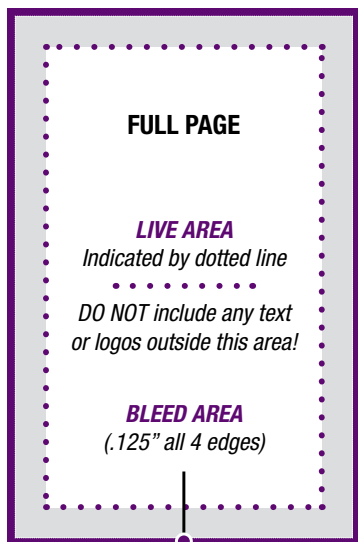 FULL PAGE
LIVE AREA
Indicated by dotted line
DO NOT include any text
or logos outside this area!
BLEED AREA
(.125” all 4 edges)